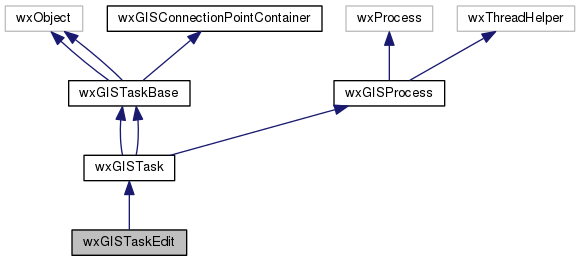 wxObject
wxGISConnectionPointContainer
wxProcess
wxThreadHelper
wxGISTaskBase
wxGISProcess
wxGISTask
wxGISTaskEdit